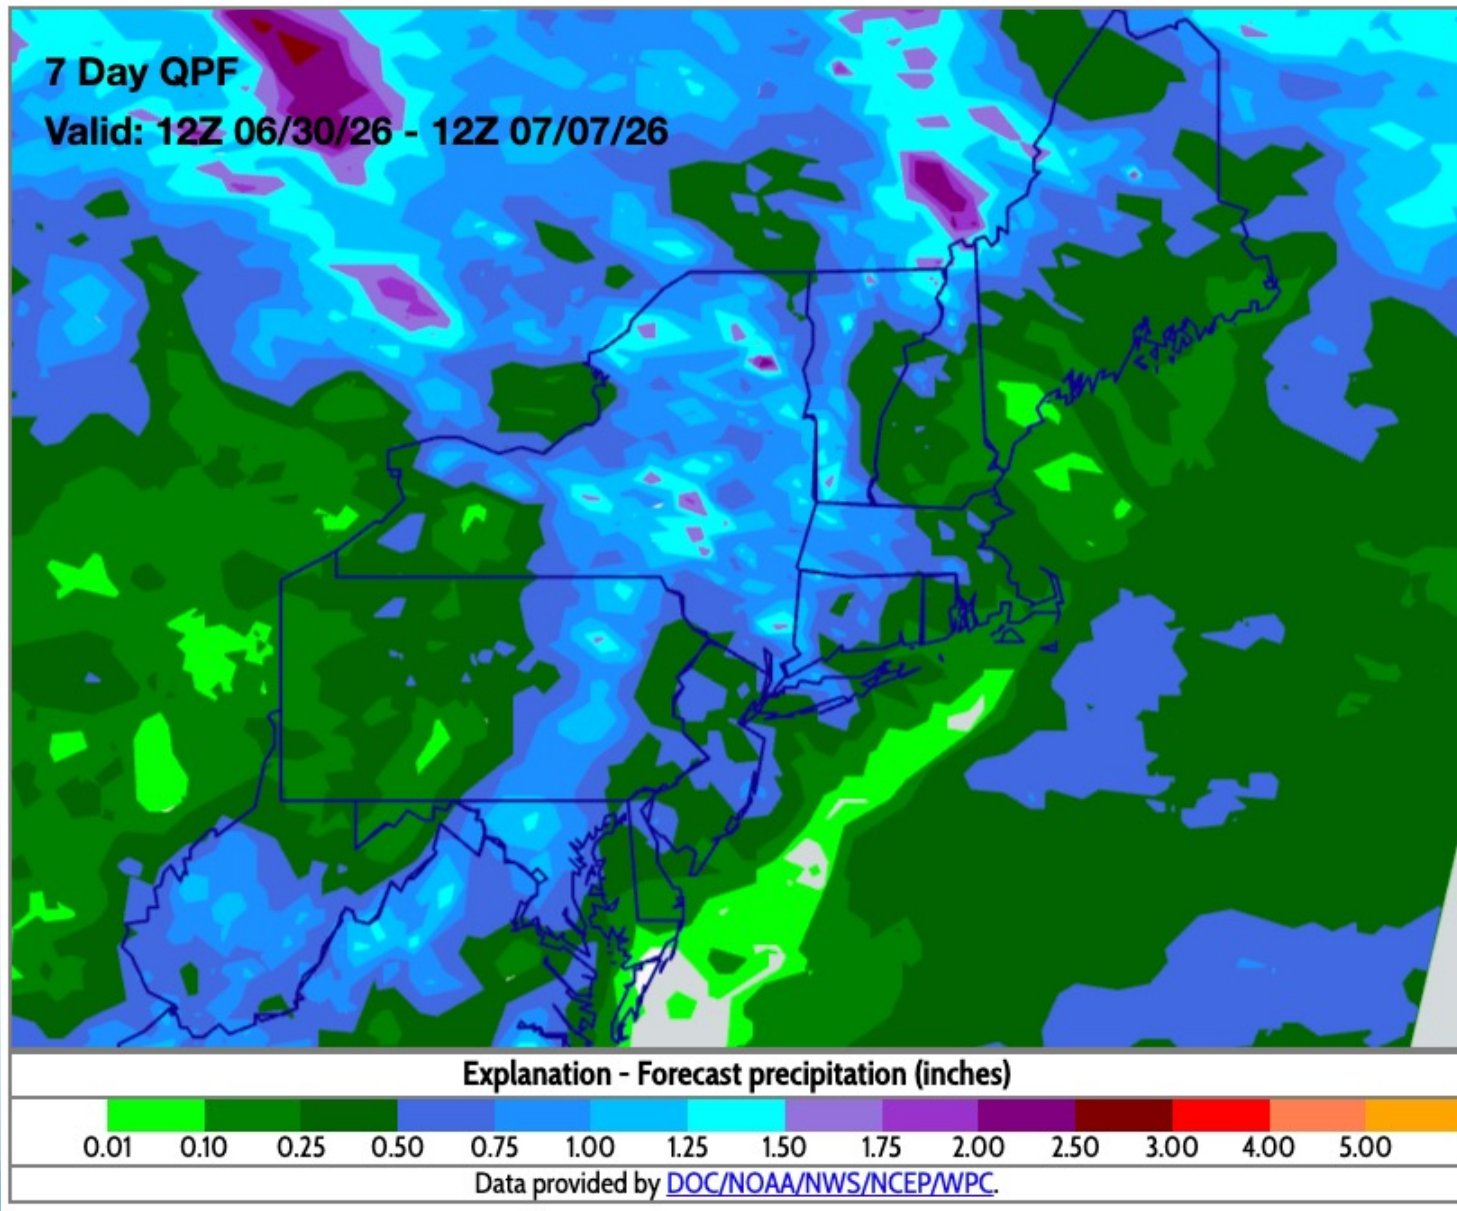 7 Day QPF
Valid: 12Z 06/30/26 - 12Z 07/07/26
Explanation - Forecast precipitation (inches)
0.01 0.10 0.25 0.50 0.75 1.00 1.25 1.50 1.75 2.00 2.50 3.00 4.00 5.00
Data provided by DOC/NOAA/NWS/NCEP/WPC.